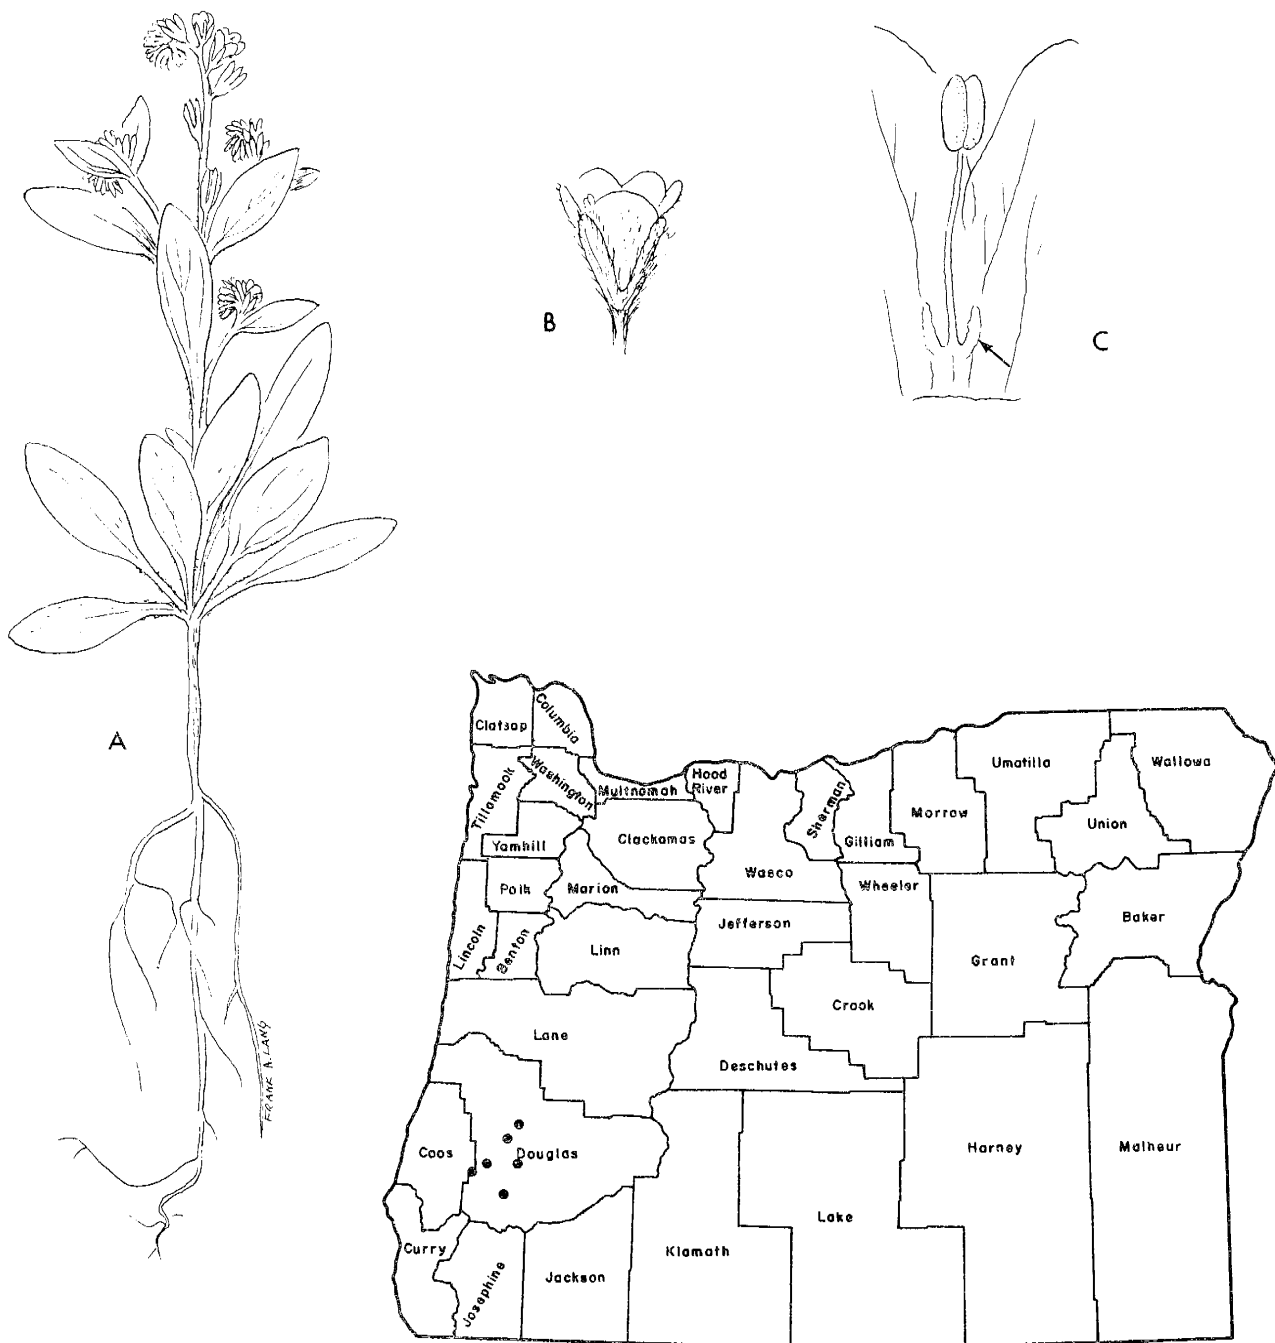 B
C
A
FRANK A. LANG
Clatsop
Columbia
Tillamook
Washington
Multnomah
Hood
River
Sherman
Gilliam
Morrow
Umatilla
Union
Wallowa
Yamhill
Clackamas
Wasco
Wheeler
Polk
Marion
Jefferson
Grant
Baker
Lincoln
Benton
Linn
Crook
Lane
Deschutes
Coos
Douglas
Harney
Malheur
Lake
Klamath
Curry
Josephine
Jackson